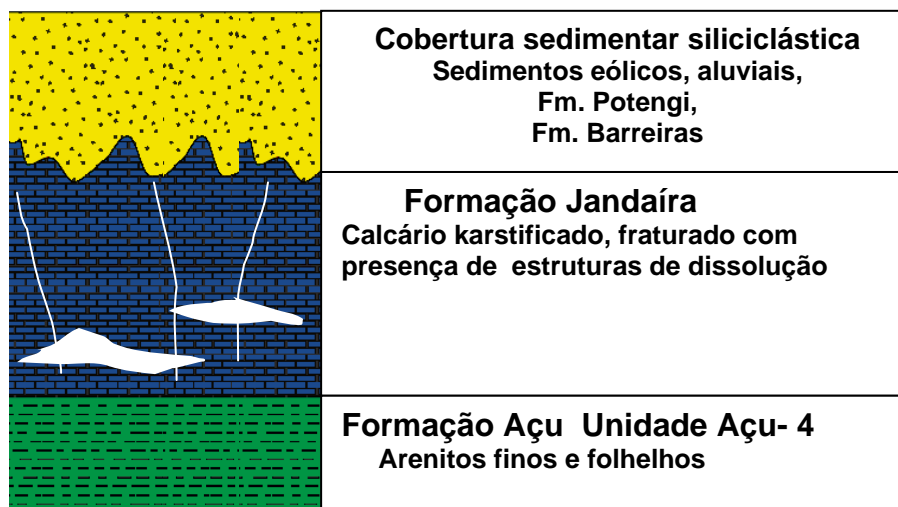 Cobertura sedimentar siliciclástica
Sedimentos eólicos, aluviais,
Fm. Potengi,
Fm. Barreiras
Formação Jandaíra
Calcário karstificado, fraturado com
presença de estruturas de dissolução
Formação Açu Unidade Açu- 4
Arenitos finos e folhelhos